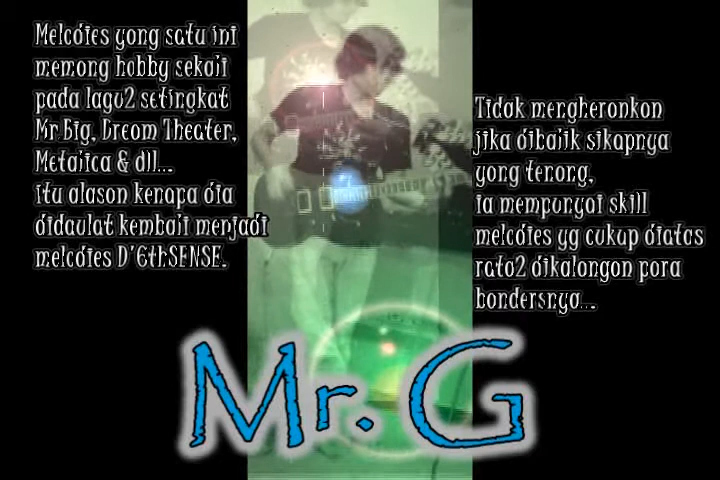 Melodies yang satu ini
memang hobby sekali
pada lagu2 setingkat
Mr.Big, Dream Theater,
Metalica & dll...
itu alasan kenapa dia
didaulat kembali menjadi
melodies D'6thSENSE.
Tidak mengherankan
jika dibalik sikapnya
yang tenang,
ia mempunyai skill
melodies yg cukup diatas
rata2 dikalangan para
bandersnya...
Mr. G